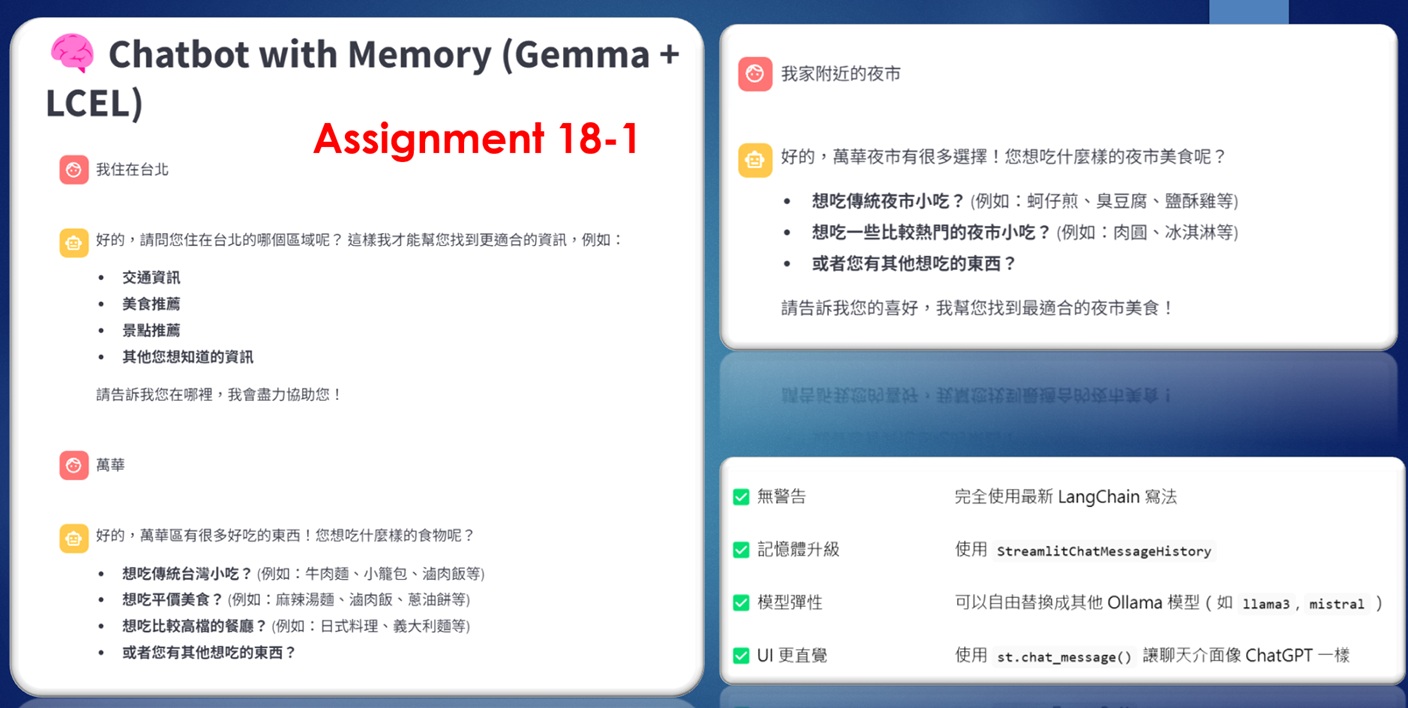 Chatbot with Memory (Gemma +
LCEL)
Assignment 18-1
我住在台北
好的，請問您住在台北的哪個區域呢？ 這樣我才能幫您找到更適合的資訊，例如：
• 交通資訊
• 美食推薦
• 景點推薦
• 其他您想知道的資訊
請告訴我您在哪裡，我會盡力協助您！
萬華
好的，萬華區有很多好吃的東西！您想吃什麼樣的食物呢？
• 想吃傳統台灣小吃？ (例如：牛肉麵、小籠包、滷肉飯等)
• 想吃平價美食？ (例如：麻辣湯麵、滷肉飯、蔥油餅等)
• 想吃比較高檔的餐廳？ (例如：日式料理、義大利麵等)
• 或者您有其他想吃的東西？
我家附近的夜市
好的，萬華夜市有很多選擇！您想吃什麼樣的夜市美食呢？
• 想吃傳統夜市小吃？ (例如：蚵仔煎、臭豆腐、鹽酥雞等)
• 想吃一些比較熱門的夜市小吃？ (例如：肉圓、冰淇淋等)
• 或者您有其他想吃的東西？
請告訴我您的喜好，我幫您找到最適合的夜市美食！
無警告 完全使用最新 LangChain 寫法
記憶體升級 使用 StreamlitChatMessageHistory
模型彈性 可以自由替換成其他 Ollama 模型（如 llama3, mistral ）
UI 更直覺 使用 st.chat_message() 讓聊天介面像 ChatGPT 一樣